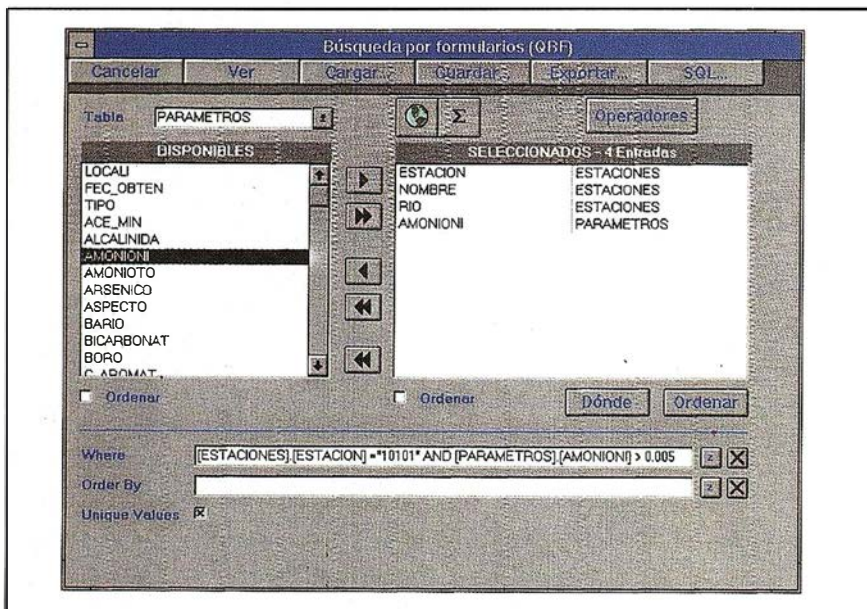 Búsqueda por formularios (QBF)
Cancelar Ver Cargar... Guardar... Exportar... SQL...
Tabla PARAMETROS Σ Operadores
DISPONIBLES SELECCIONADOS - 4 Entradas
LOCALI
FEC_OBTEN
TIPO
ACE_MIN
ALCALINIDA
AMONIONI
AMONIOTO
ARSENICO
ASPECTO
BARIO
BICARBONAT
BORO
C_AROMAT
ESTACION ESTACIONES
NOMBRE ESTACIONES
RIO ESTACIONES
AMONIONI PARAMETROS
Ordenar Ordenar Dónde Ordenar
Where [ESTACIONES].[ESTACION] ="10101" AND [PARAMETROS].[AMONIONI] > 0.005 z
Order By z
Unique Values